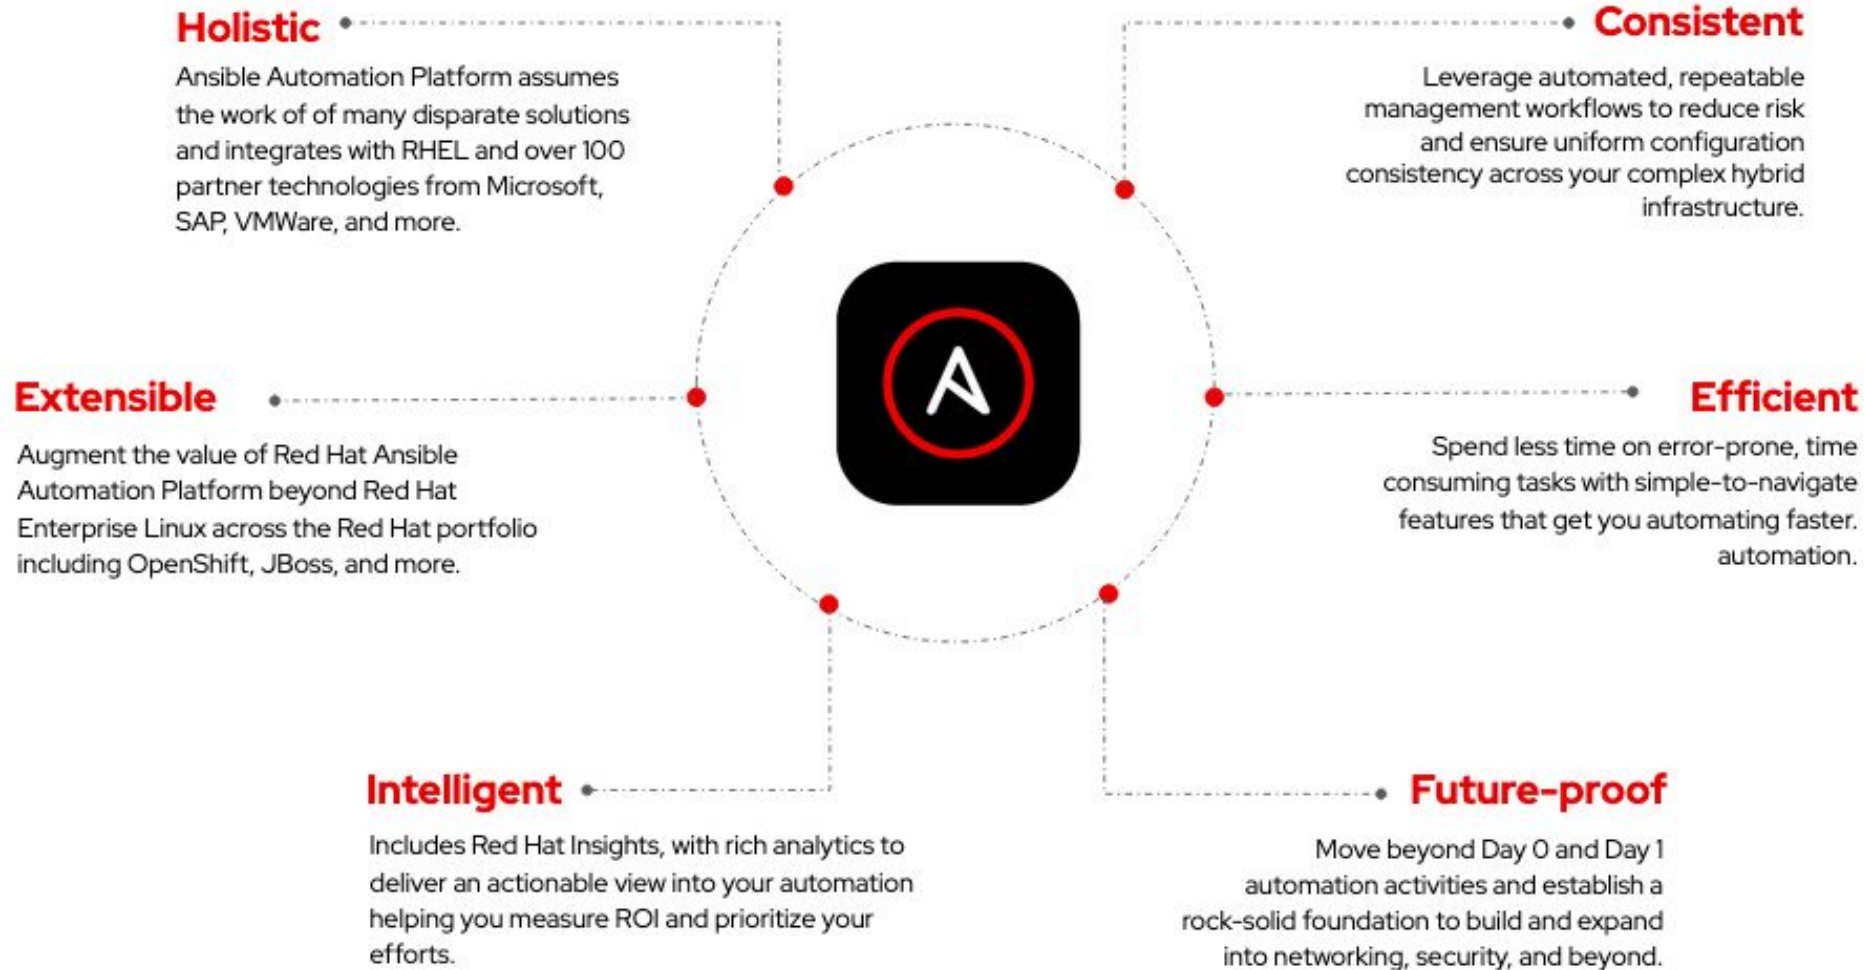 Holistic
Ansible Automation Platform assumes
the work of of many disparate solutions
and integrates with RHEL and over 100
partner technologies from Microsoft,
SAP, VMWare, and more.
Consistent
Leverage automated, repeatable
management workflows to reduce risk
and ensure uniform configuration
consistency across your complex hybrid
infrastructure.
Extensible
Augment the value of Red Hat Ansible
Automation Platform beyond Red Hat
Enterprise Linux across the Red Hat portfolio
including OpenShift, JBoss, and more.
Efficient
Spend less time on error-prone, time
consuming tasks with simple-to-navigate
features that get you automating faster.
automation.
Intelligent
Includes Red Hat Insights, with rich analytics to
deliver an actionable view into your automation
helping you measure ROI and prioritize your
efforts.
Future-proof
Move beyond Day 0 and Day 1
automation activities and establish a
rock-solid foundation to build and expand
into networking, security, and beyond.